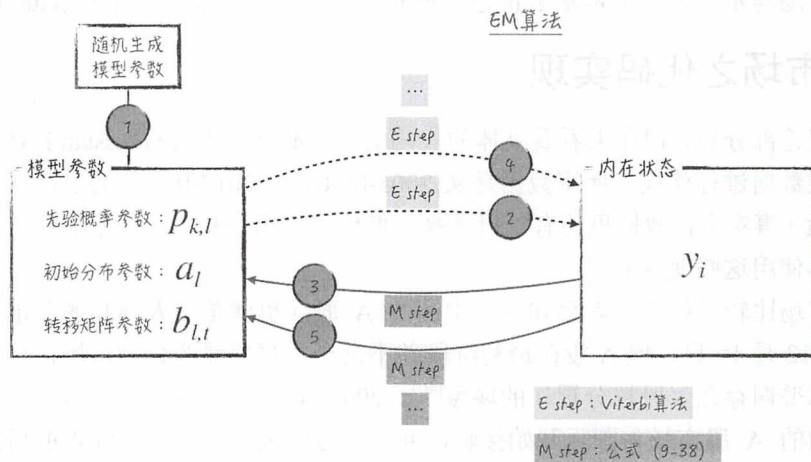 EM算法
随机生成
模型参数
1
...
E step
4
模型参数
内在状态
E step
2
先验概率参数：p_{k,l}
初始分布参数：a_l
转移矩阵参数：b_{l,t}
y_i
3
M step
5
M step
...
E step：Viterbi算法
M step：公式（9-38）